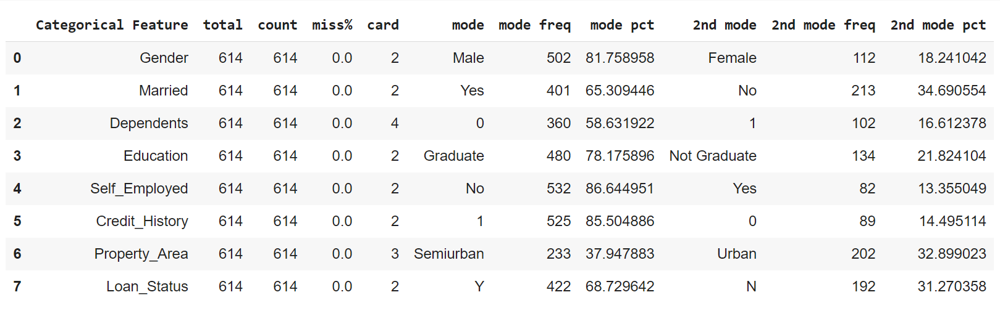 Categorical Feature total count miss% card mode mode freq mode pct 2nd mode 2nd mode freq 2nd mode pct
0 Gender 614 614 0.0 2 Male 502 81.758958 Female 112 18.241042
1 Married 614 614 0.0 2 Yes 401 65.309446 No 213 34.690554
2 Dependents 614 614 0.0 4 0 360 58.631922 1 102 16.612378
3 Education 614 614 0.0 2 Graduate 480 78.175896 Not Graduate 134 21.824104
4 Self_Employed 614 614 0.0 2 No 532 86.644951 Yes 82 13.355049
5 Credit_History 614 614 0.0 2 1 525 85.504886 0 89 14.495114
6 Property_Area 614 614 0.0 3 Semiurban 233 37.947883 Urban 202 32.899023
7 Loan_Status 614 614 0.0 2 Y 422 68.729642 N 192 31.270358